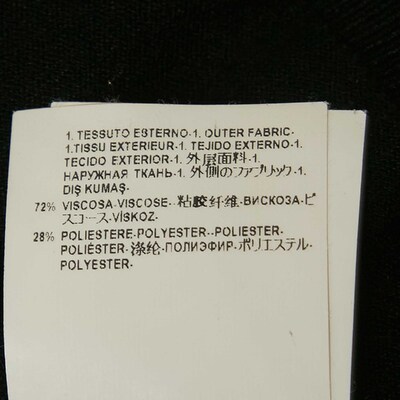 1. TESSUTO ESTERNO-1. OUTER FABRIC-
1.TISSU EXTERIEUR-1. TEJIDO EXTERNO-1.
TECIDO EXTERIOR-1. 外层面料-1.
НАРУЖНАЯ ТКАНЬ-1. 外側のファブリック-1.
DIŞ KUMAŞ-
72% VISCOSA-VISCOSE--粘胶纤维-ВИСКОЗА-ビ
スコース-VİSKOZ-
28% POLIESTERE-POLYESTER--POLIESTER-
POLIÉSTER-涤纶-ПОЛИЭФИР-ポリエステル-
POLYESTER-